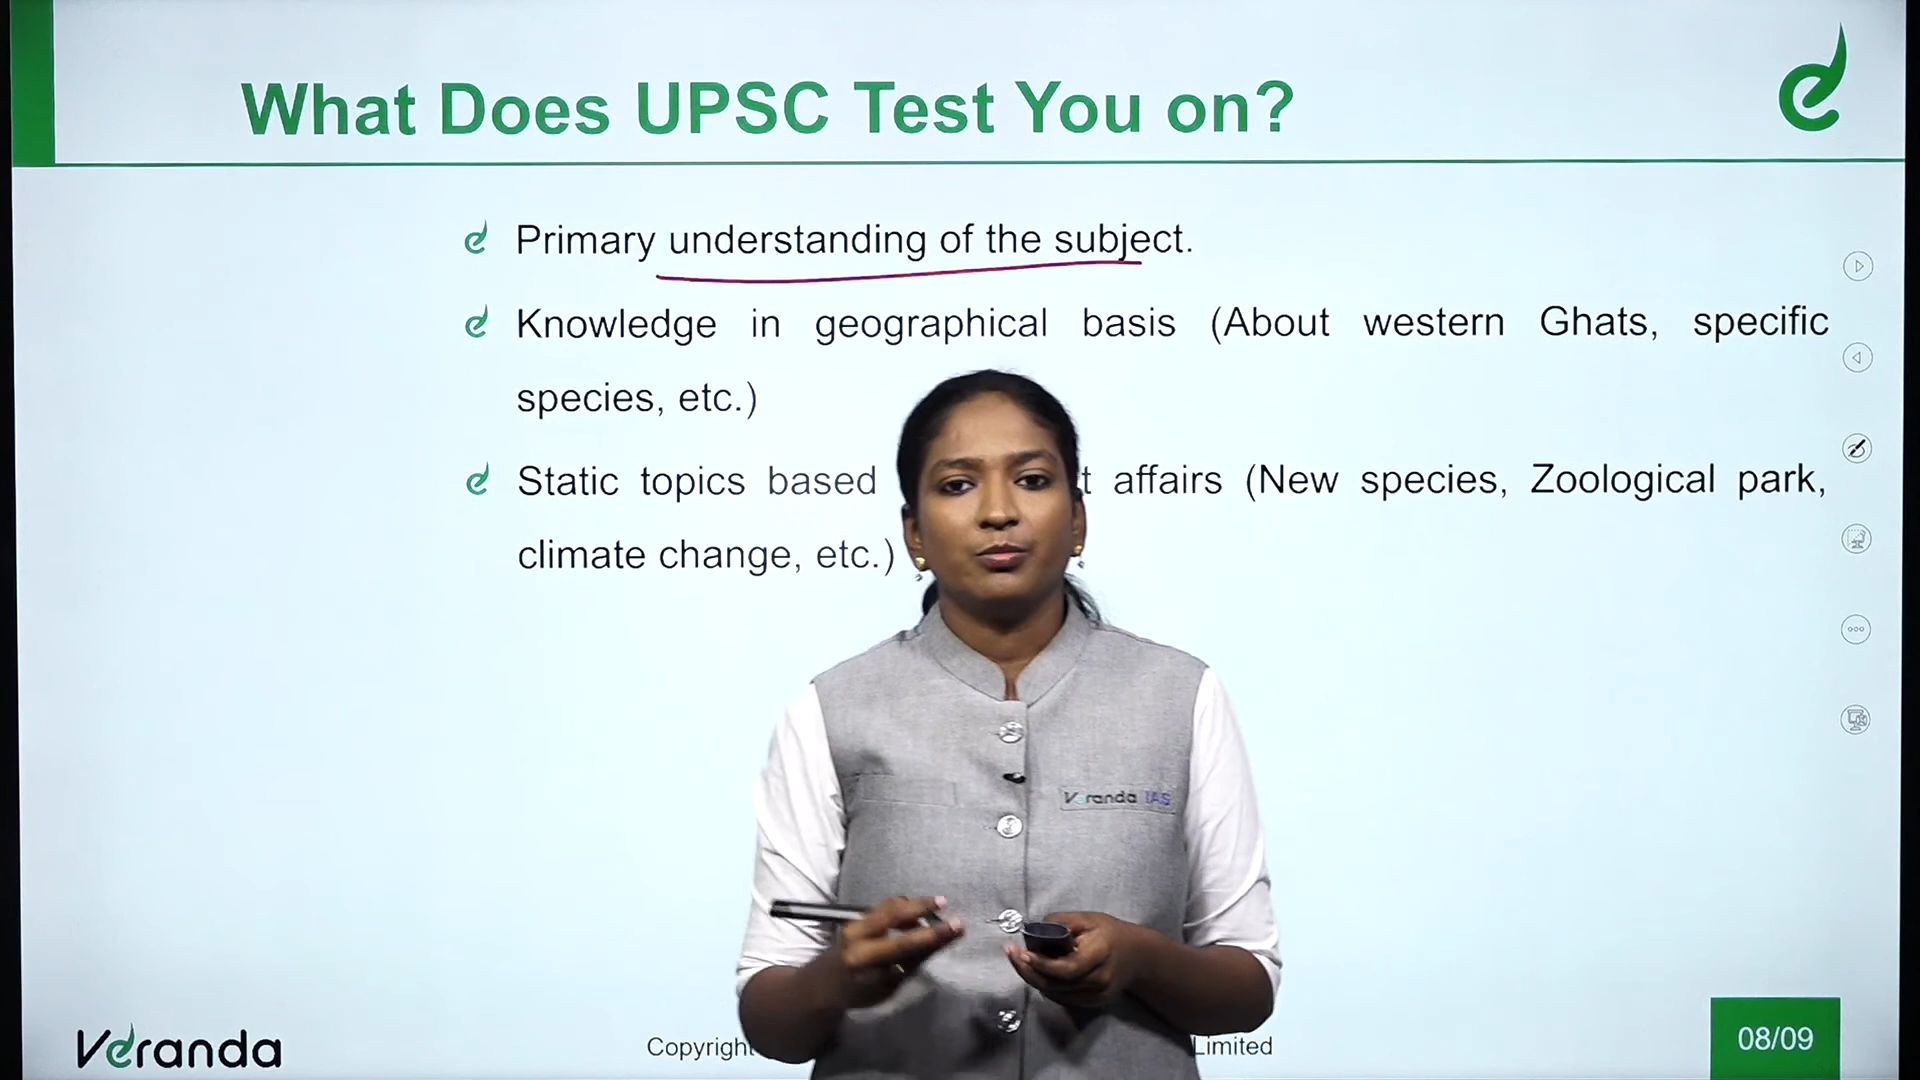 What Does UPSC Test You on?
Primary understanding of the subject.
Knowledge in geographical basis (About western Ghats, specific
species, etc.)
Static topics based affairs (New species, Zoological park,
climate change, etc.)
Veranda IAS
Veranda
Copyright Limited
08/09